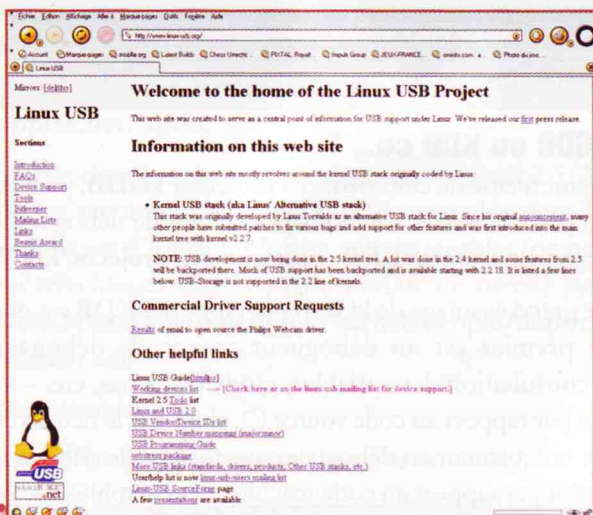 Fichier Edition Affichage Aller à Marque-pages Outils Fenêtre Aide
http://www.linux-usb.org/
Accueil Marque-pages mozilla.org Latest Builds
Linux USB
Mirrors:
Linux USB
Sections
Introduction
FAQs
Device Support
Tools
Bitkeeper
Mailing Lists
Links
Beanie Award
Thanks
Contacts
Welcome to the home of the Linux USB Project
This web site was created to serve as a central point of information for USB support under Linux. We've released our first press release.
Information on this web site
The information on this web site mostly revolves around the kernel USB stack originally coded by Linus.
• Kernel USB stack (aka Linus' Alternative USB stack)
This stack was originally developed by Linus Torvalds as an alternative USB stack for Linux. Since his original announcement, many
other people have submitted patches to fix various bugs and add support for other features and was first introduced into the main
kernel tree with kernel v2.2.7.
NOTE: USB development is now being done in the 2.5 kernel tree. A lot was done in the 2.4 kernel and some features from 2.5
will be backported there. Much of USB support has been backported and is available starting with 2.2.18. It is listed a few lines
below. USB-Storage is not supported in the 2.2 line of kernels.
Commercial Driver Support Requests
Results of email to open source the Philips Webcam driver.
Other helpful links
Linux USB Guide
Working devices list --> [Check here or on the linux-usb mailing list for device support.]
Kernel 2.5 Tools list
Linux and USB 2.0
USB Vendor/Device IDs list
USB Device Number mappings (major/minor)
USB Programming Guide
usbstress package
More USB links (standards, drivers, products, Other USB stacks, etc.)
User/help list is now linux-usb-users mailing list
Linux-USB SourceForge page
A few presentations are available
USB
.net